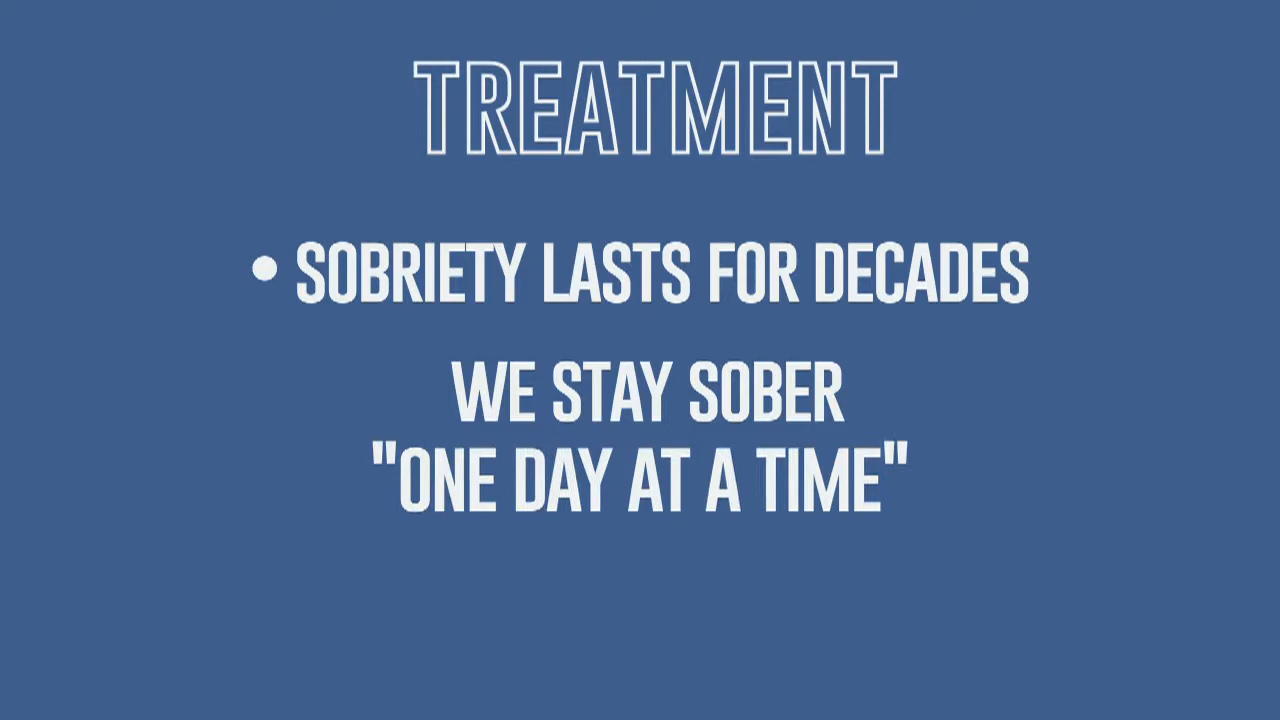 TREATMENT
• SOBRIETY LASTS FOR DECADES
WE STAY SOBER
"ONE DAY AT A TIME"